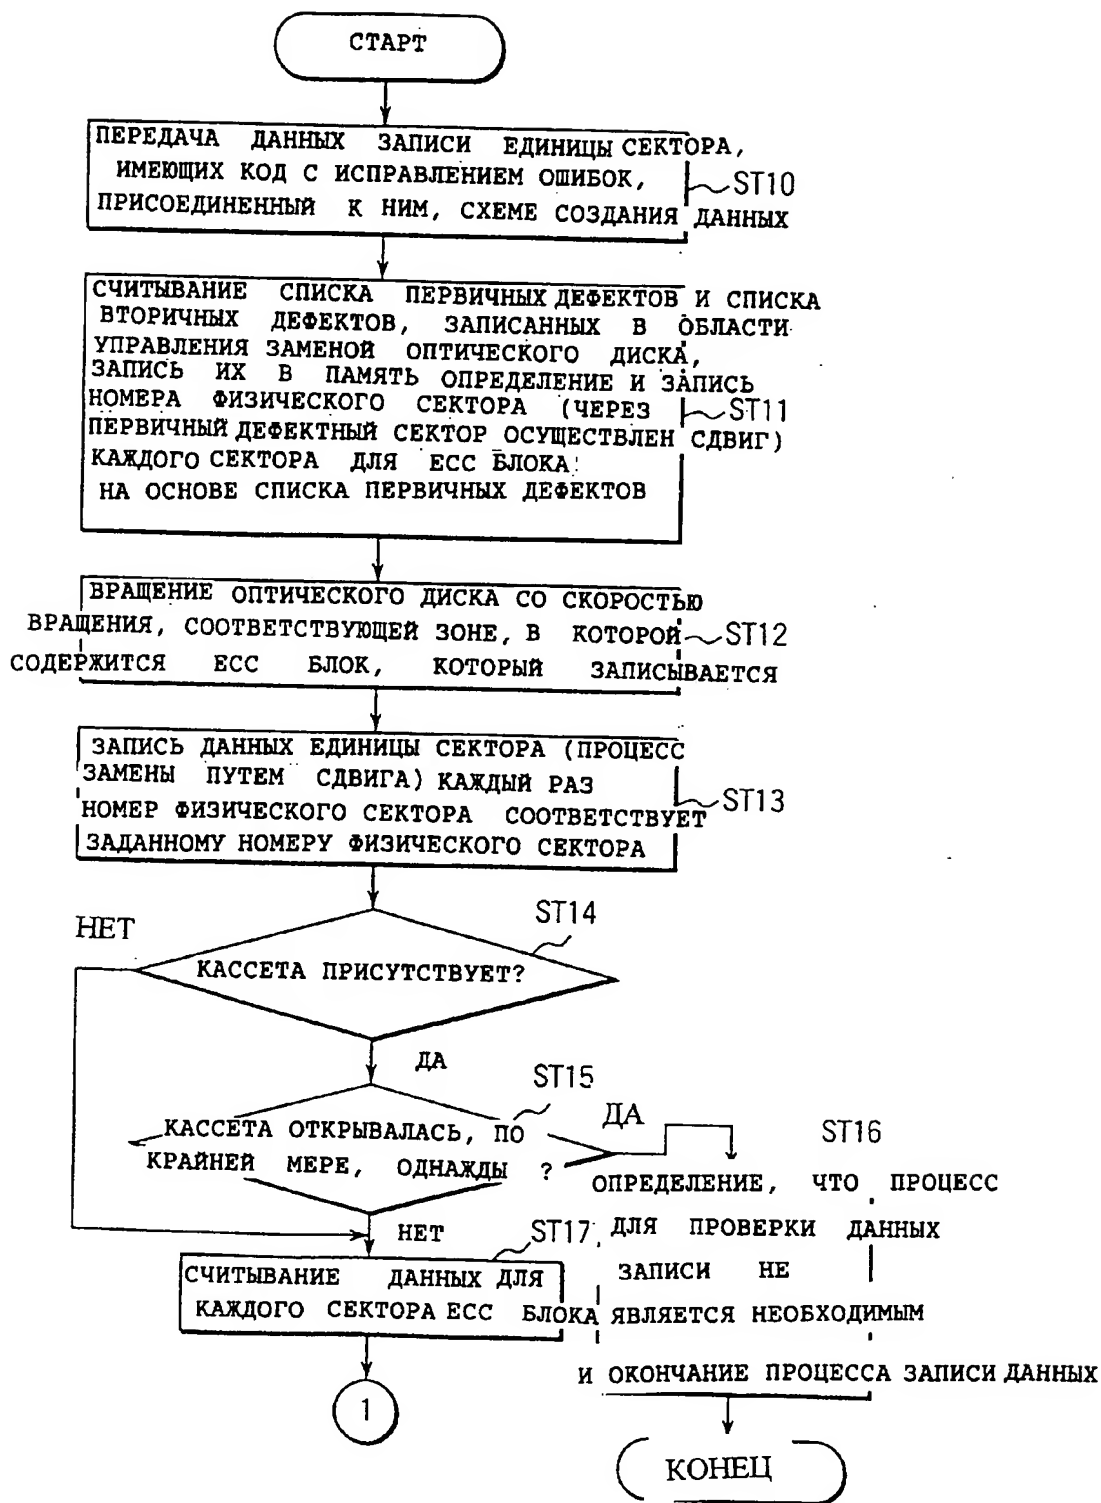 СТАРТ
ПЕРЕДАЧА ДАННЫХ ЗАПИСИ ЕДИНИЦЫ СЕКТОРА,
ИМЕЮЩИХ КОД С ИСПРАВЛЕНИЕМ ОШИБОК,
ПРИСОЕДИНЕННЫЙ К НИМ, СХЕМЕ СОЗДАНИЯ ДАННЫХ
ST10
СЧИТЫВАНИЕ СПИСКА ПЕРВИЧНЫХ ДЕФЕКТОВ И СПИСКА
ВТОРИЧНЫХ ДЕФЕКТОВ, ЗАПИСАННЫХ В ОБЛАСТИ
УПРАВЛЕНИЯ ЗАМЕНОЙ ОПТИЧЕСКОГО ДИСКА,
ЗАПИСЬ ИХ В ПАМЯТЬ ОПРЕДЕЛЕНИЕ И ЗАПИСЬ
НОМЕРА ФИЗИЧЕСКОГО СЕКТОРА (ЧЕРЕЗ
ST11
ПЕРВИЧНЫЙ ДЕФЕКТНЫЙ СЕКТОР ОСУЩЕСТВЛЕН СДВИГ)
КАЖДОГО СЕКТОРА ДЛЯ ЕСС БЛОКА
НА ОСНОВЕ СПИСКА ПЕРВИЧНЫХ ДЕФЕКТОВ
ВРАЩЕНИЕ ОПТИЧЕСКОГО ДИСКА СО СКОРОСТЬЮ
ВРАЩЕНИЯ, СООТВЕТСТВУЮЩЕЙ ЗОНЕ, В КОТОРОЙ
ST12
СОДЕРЖИТСЯ ЕСС БЛОК, КОТОРЫЙ ЗАПИСЫВАЕТСЯ
ЗАПИСЬ ДАННЫХ ЕДИНИЦЫ СЕКТОРА (ПРОЦЕСС
ЗАМЕНЫ ПУТЕМ СДВИГА) КАЖДЫЙ РАЗ
НОМЕР ФИЗИЧЕСКОГО СЕКТОРА СООТВЕТСТВУЕТ
ЗАДАННОМУ НОМЕРУ ФИЗИЧЕСКОГО СЕКТОРА
ST13
ST14
НЕТ
КАССЕТА ПРИСУТСТВУЕТ?
ДА
ST15
КАССЕТА ОТКРЫВАЛАСЬ, ПО
КРАЙНЕЙ МЕРЕ, ОДНАЖДЫ ?
ДА
НЕТ
ST16
ОПРЕДЕЛЕНИЕ, ЧТО ПРОЦЕСС
ДЛЯ ПРОВЕРКИ ДАННЫХ
ЗАПИСИ НЕ
ЯВЛЯЕТСЯ НЕОБХОДИМЫМ
И ОКОНЧАНИЕ ПРОЦЕССА ЗАПИСИ ДАННЫХ
ST17
СЧИТЫВАНИЕ ДАННЫХ ДЛЯ
КАЖДОГО СЕКТОРА ЕСС БЛОКА
1
КОНЕЦ